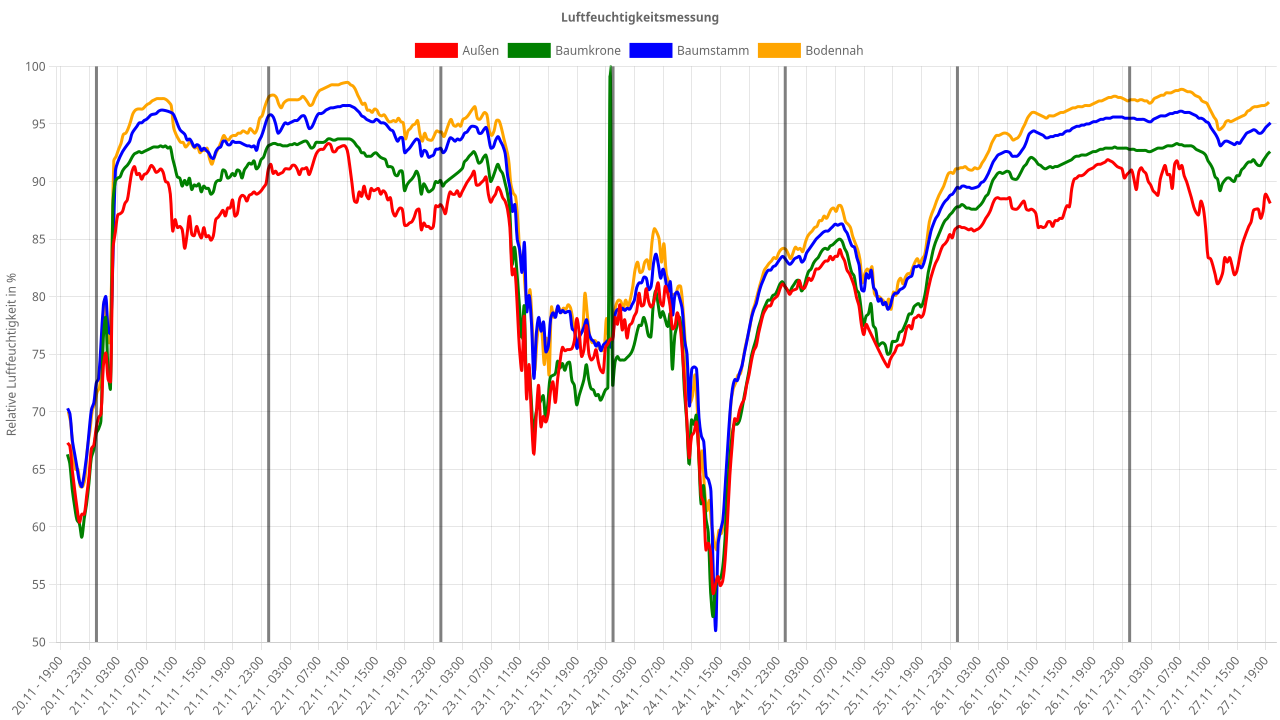 Luftfeuchtigkeitsmessung
Außen Baumkrone Baumstamm Bodennah
Relative Luftfeuchtigkeit in %
100
95
90
85
80
75
70
65
60
55
50
20.11 - 19:00
20.11 - 23:00
21.11 - 03:00
21.11 - 07:00
21.11 - 11:00
21.11 - 15:00
21.11 - 19:00
21.11 - 23:00
22.11 - 03:00
22.11 - 07:00
22.11 - 11:00
22.11 - 15:00
22.11 - 19:00
22.11 - 23:00
23.11 - 03:00
23.11 - 07:00
23.11 - 11:00
23.11 - 15:00
23.11 - 19:00
23.11 - 23:00
24.11 - 03:00
24.11 - 07:00
24.11 - 11:00
24.11 - 15:00
24.11 - 19:00
24.11 - 23:00
25.11 - 03:00
25.11 - 07:00
25.11 - 11:00
25.11 - 15:00
25.11 - 19:00
25.11 - 23:00
26.11 - 03:00
26.11 - 07:00
26.11 - 11:00
26.11 - 15:00
26.11 - 19:00
26.11 - 23:00
27.11 - 03:00
27.11 - 07:00
27.11 - 11:00
27.11 - 15:00
27.11 - 19:00